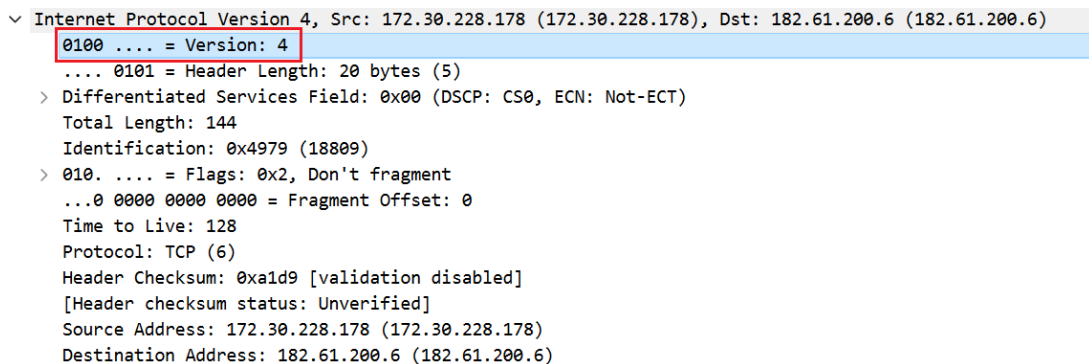 Internet Protocol Version 4, Src: 172.30.228.178 (172.30.228.178), Dst: 182.61.200.6 (182.61.200.6)
0100 .... = Version: 4
.... 0101 = Header Length: 20 bytes (5)
Differentiated Services Field: 0x00 (DSCP: CS0, ECN: Not-ECT)
Total Length: 144
Identification: 0x4979 (18809)
010. .... = Flags: 0x2, Don't fragment
...0 0000 0000 0000 = Fragment Offset: 0
Time to Live: 128
Protocol: TCP (6)
Header Checksum: 0xa1d9 [validation disabled]
[Header checksum status: Unverified]
Source Address: 172.30.228.178 (172.30.228.178)
Destination Address: 182.61.200.6 (182.61.200.6)